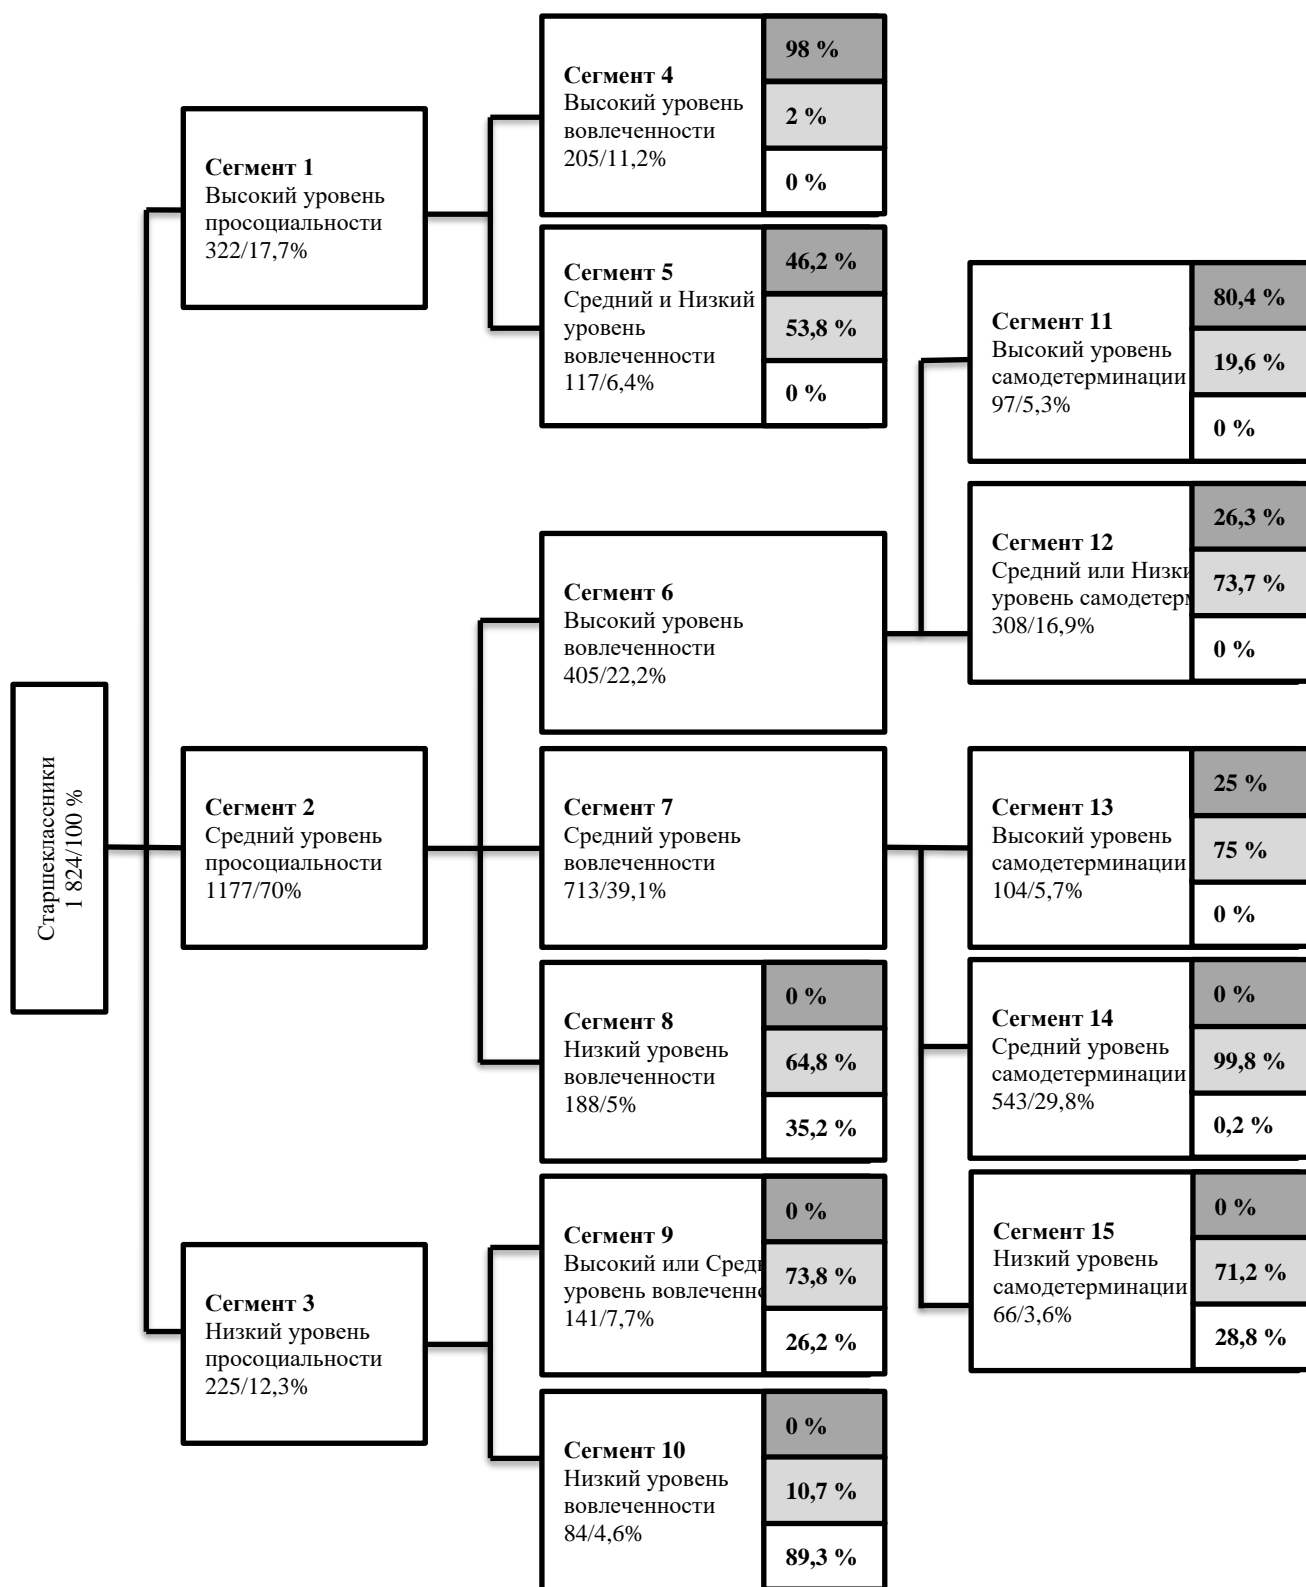 Старшеклассники
1 824/100 %
Сегмент 1
Высокий уровень
просоциальности
322/17,7%
Сегмент 2
Средний уровень
просоциальности
1177/70%
Сегмент 3
Низкий уровень
просоциальности
225/12,3%
Сегмент 4
Высокий уровень
вовлеченности
205/11,2%
98 %
2 %
0 %
Сегмент 5
Средний и Низкий
уровень
вовлеченности
117/6,4%
46,2 %
53,8 %
0 %
Сегмент 6
Высокий уровень
вовлеченности
405/22,2%
Сегмент 7
Средний уровень
вовлеченности
713/39,1%
Сегмент 8
Низкий уровень
вовлеченности
188/5%
0 %
64,8 %
35,2 %
Сегмент 9
Высокий или Сред
уровень вовлеченн
141/7,7%
0 %
73,8 %
26,2 %
Сегмент 10
Низкий уровень
вовлеченности
84/4,6%
0 %
10,7 %
89,3 %
Сегмент 11
Высокий уровень
самодетерминации
97/5,3%
80,4 %
19,6 %
0 %
Сегмент 12
Средний или Низки
уровень самодетер
308/16,9%
26,3 %
73,7 %
0 %
Сегмент 13
Высокий уровень
самодетерминации
104/5,7%
25 %
75 %
0 %
Сегмент 14
Средний уровень
самодетерминации
543/29,8%
0 %
99,8 %
0,2 %
Сегмент 15
Низкий уровень
самодетерминации
66/3,6%
0 %
71,2 %
28,8 %